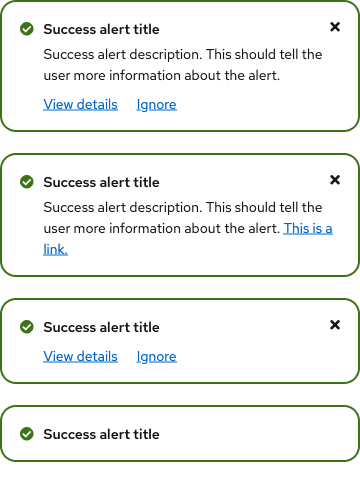 Success alert title
Success alert description. This should tell the
user more information about the alert.
View details Ignore
Success alert title
Success alert description. This should tell the
user more information about the alert. This is a
link.
Success alert title
View details Ignore
Success alert title